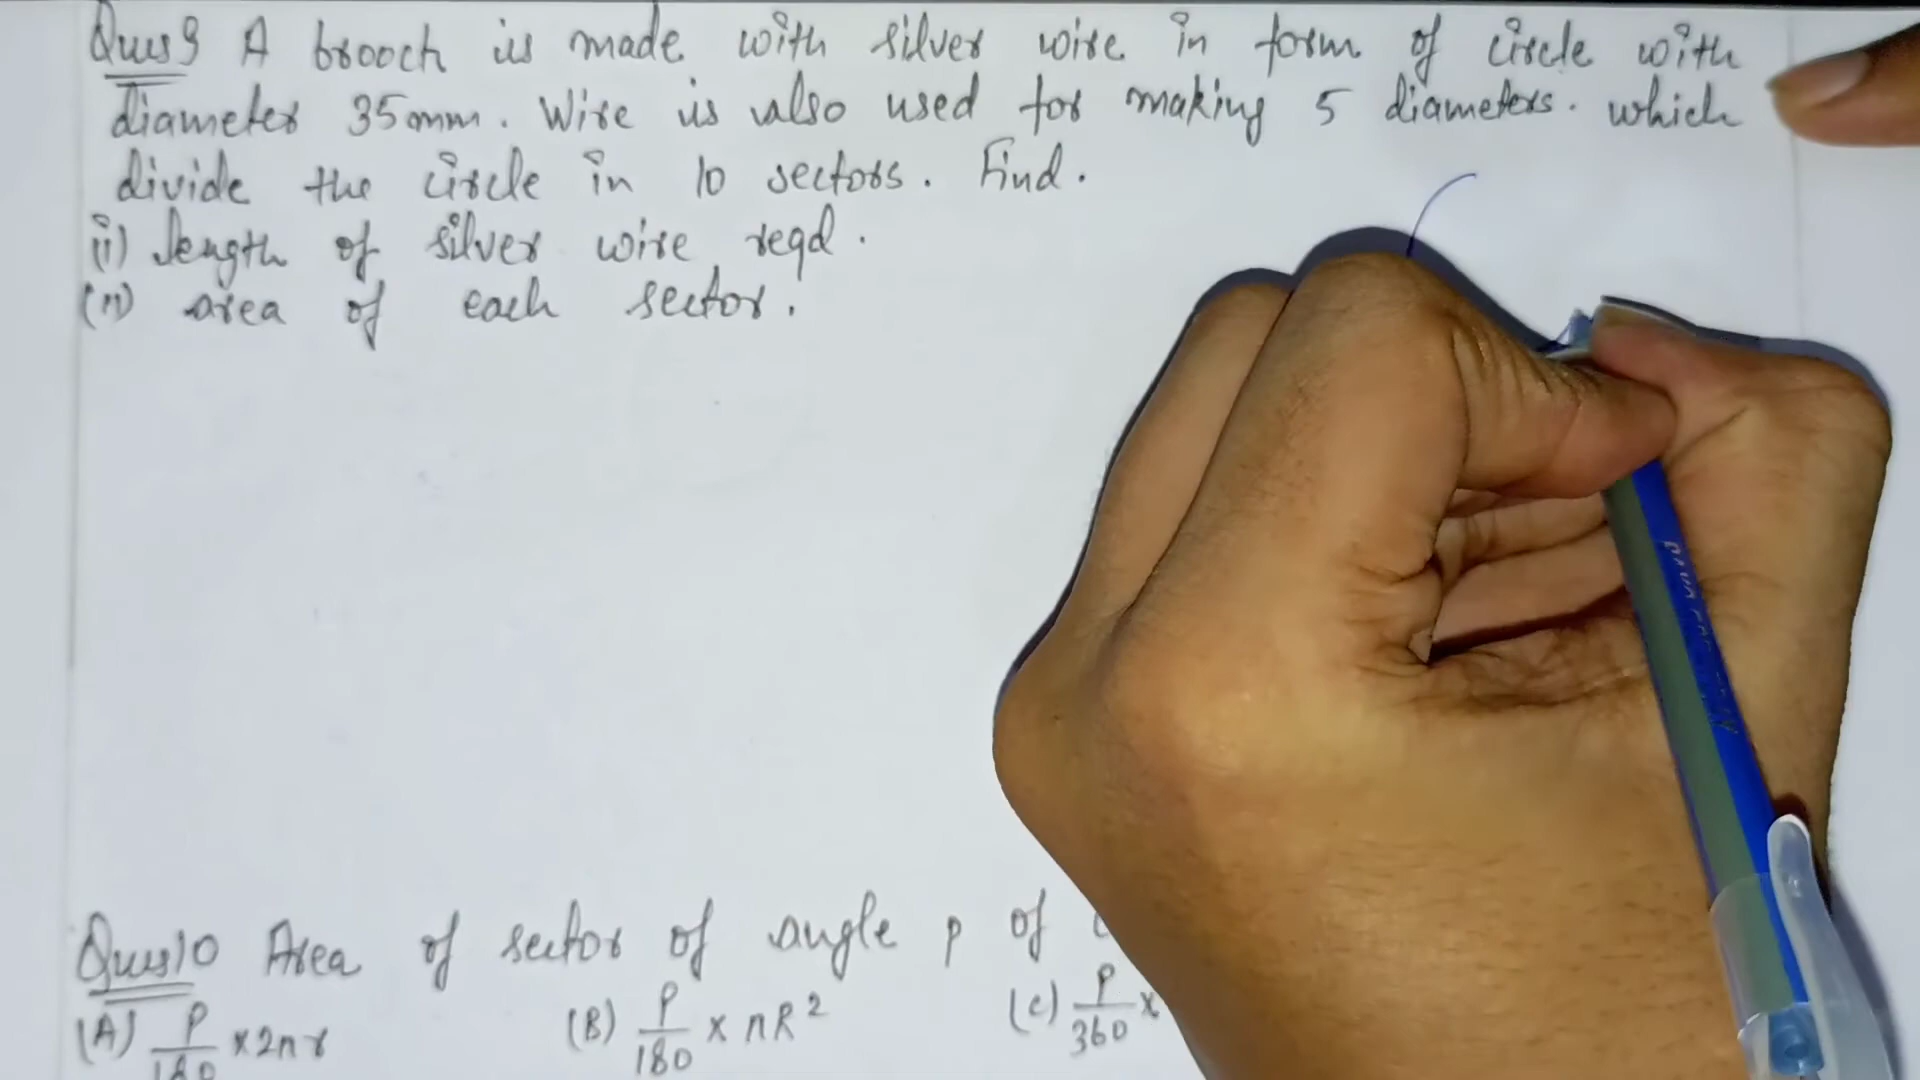 Ques 9 A brooch is made with silver wire in form of circle with
diameter 35mm. Wire is also used for making 5 diameters. which
divide the circle in 10 sectors. Find.
(i) length of silver wire reqd.
(ii) area of each sector.
Ques10 Area of sector of angle p of
(A) P/180 x 2πr (B) P/180 x πR² (C) P/360 x